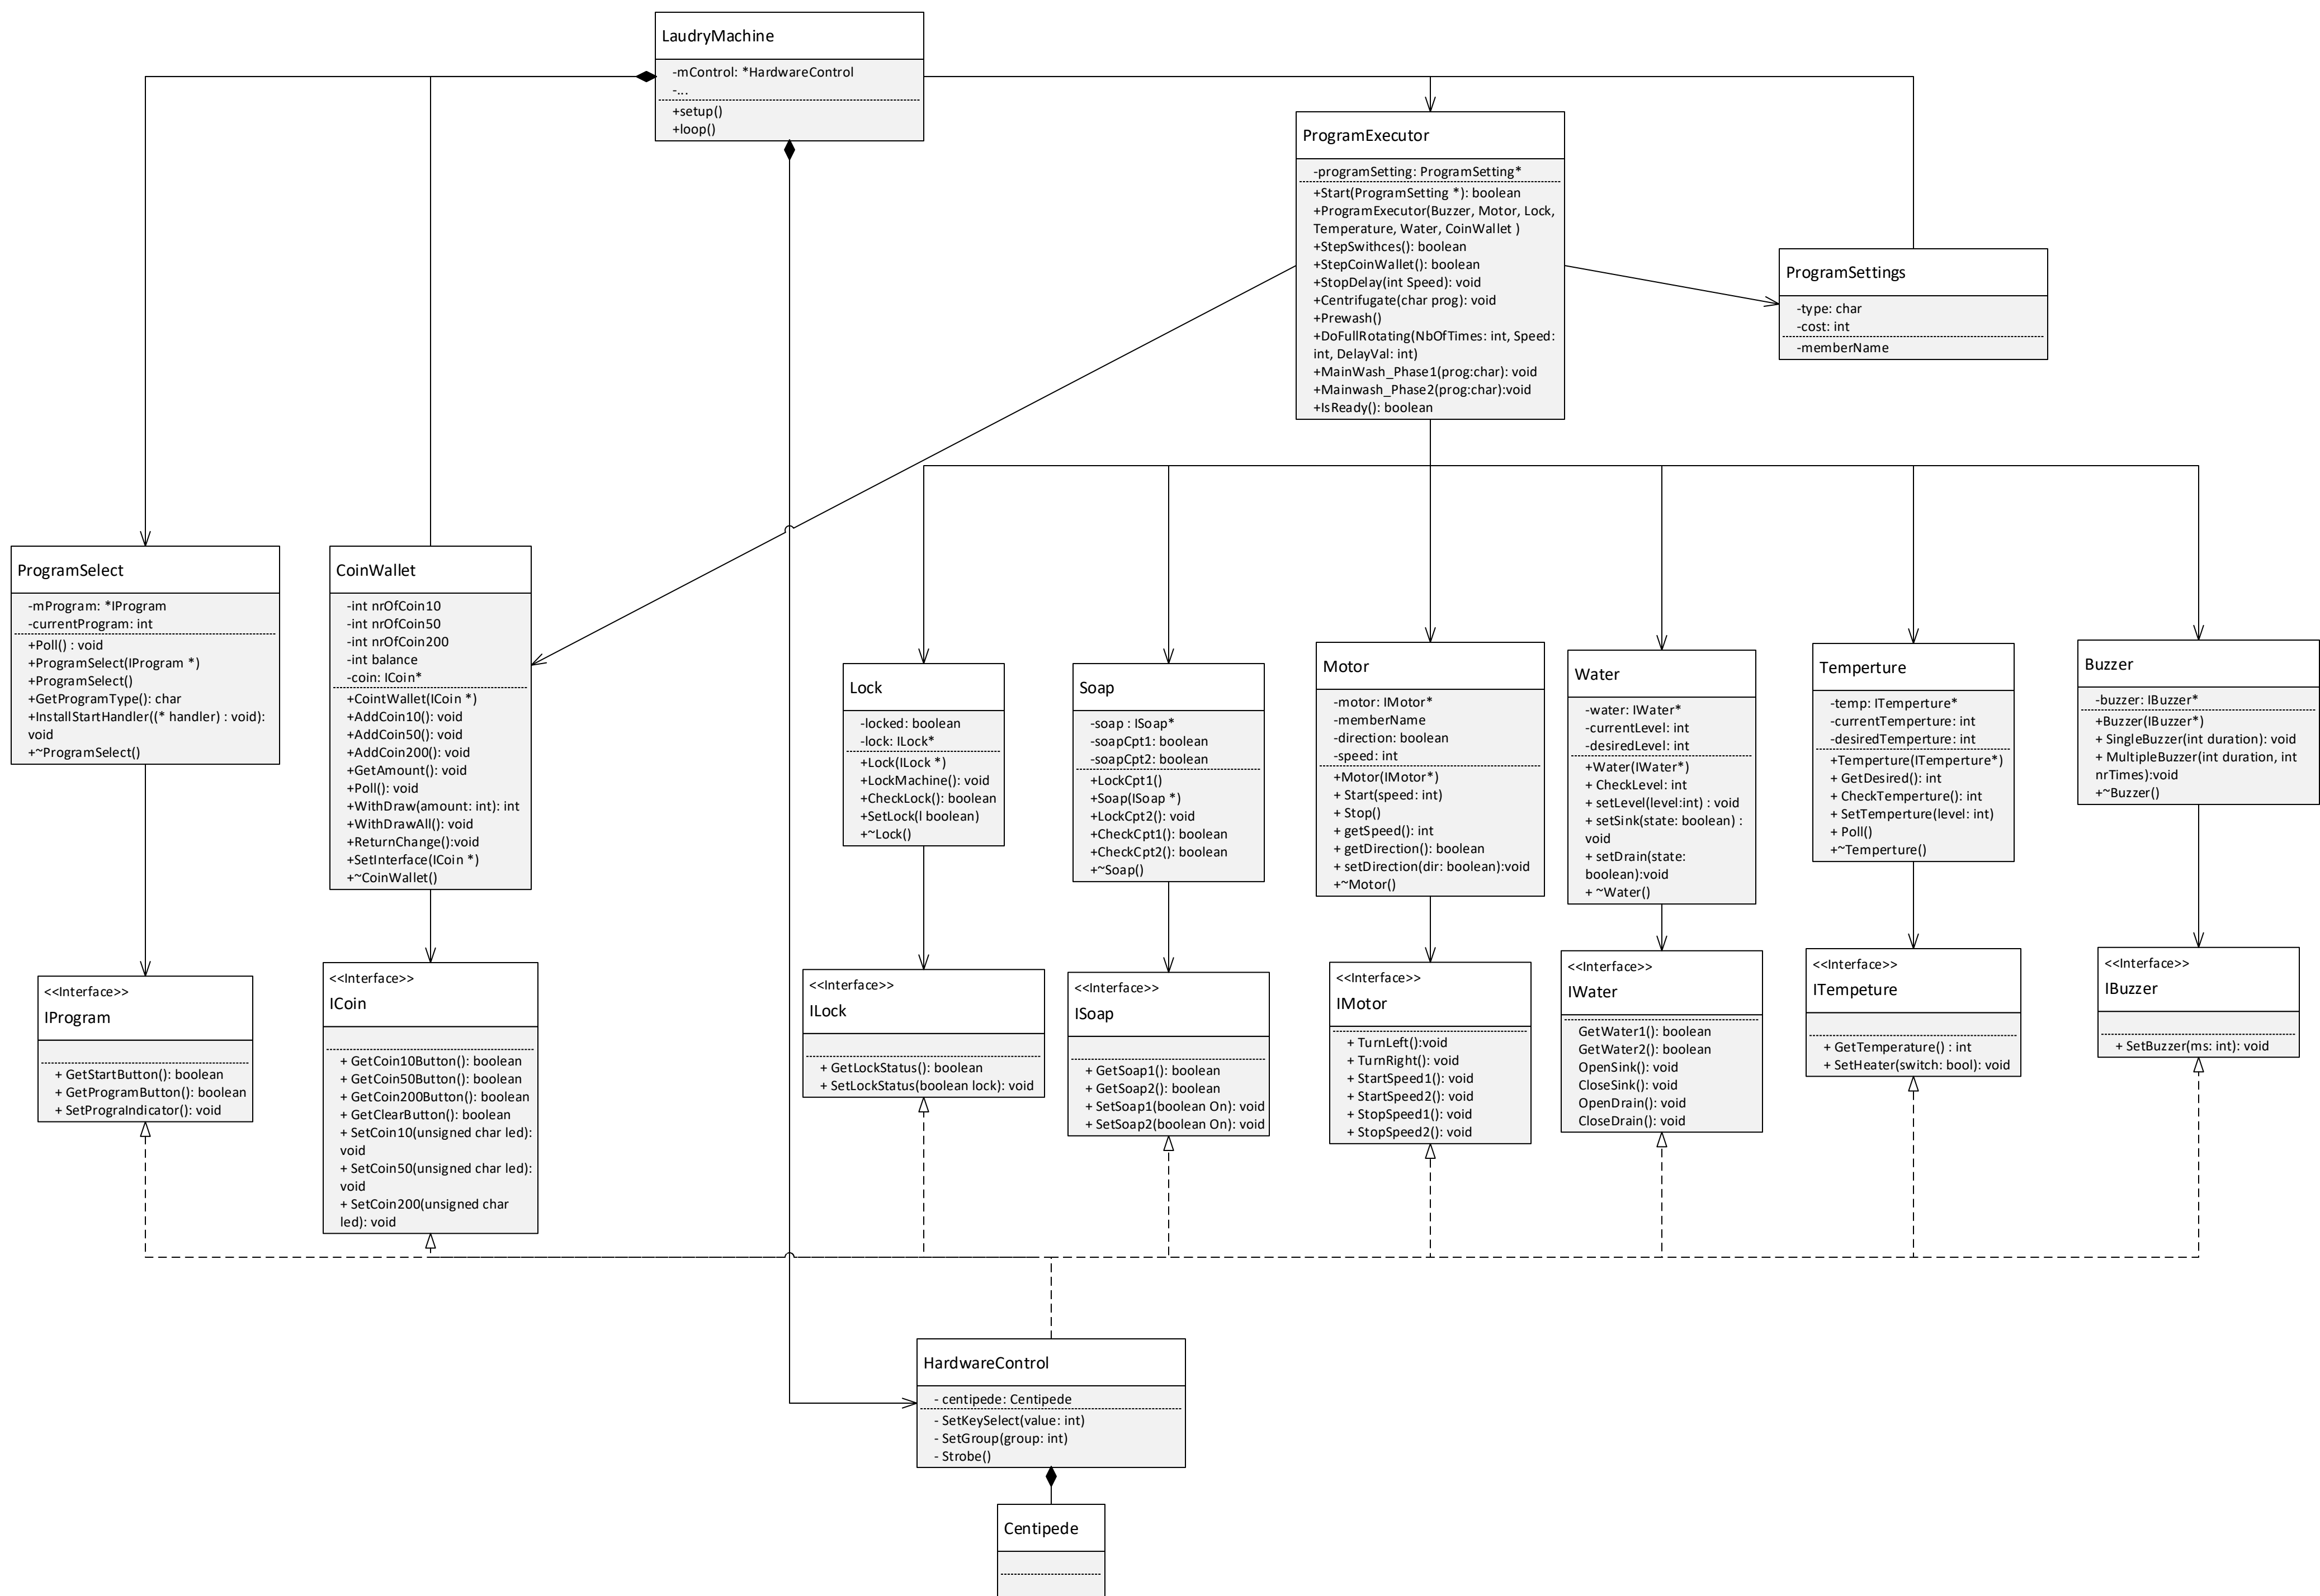 LaudryMachine
-mControl: *HardwareControl
-...
+setup()
+loop()
ProgramExecutor
-programSetting: ProgramSetting*
+Start(ProgramSetting *): boolean
+ProgramExecutor(Buzzer, Motor, Lock,
Temperature, Water, CoinWallet )
+StepSwithces(): boolean
+StepCoinWallet(): boolean
+StopDelay(int Speed): void
+Centrifugate(char prog): void
+Prewash()
+DoFullRotating(NbOfTimes: int, Speed:
int, DelayVal: int)
+MainWash_Phase1(prog:char): void
+Mainwash_Phase2(prog:char):void
+IsReady(): boolean
ProgramSettings
-type: char
-cost: int
-memberName
ProgramSelect
-mProgram: *IProgram
-currentProgram: int
+Poll() : void
+ProgramSelect(IProgram *)
+ProgramSelect()
+GetProgramType(): char
+InstallStartHandler((* handler) : void):
void
+~ProgramSelect()
CoinWallet
-int nrOfCoin10
-int nrOfCoin50
-int nrOfCoin200
-int balance
-coin: ICoin*
+CointWallet(ICoin *)
+AddCoin10(): void
+AddCoin50(): void
+AddCoin200(): void
+GetAmount(): void
+Poll(): void
+WithDraw(amount: int): int
+WithDrawAll(): void
+ReturnChange():void
+SetInterface(ICoin *)
+~CoinWallet()
Lock
-locked: boolean
-lock: ILock*
+Lock(ILock *)
+LockMachine(): void
+CheckLock(): boolean
+SetLock(l boolean)
+~Lock()
Soap
-soap : ISoap*
-soapCpt1: boolean
-soapCpt2: boolean
+LockCpt1()
+Soap(ISoap *)
+LockCpt2(): void
+CheckCpt1(): boolean
+CheckCpt2(): boolean
+~Soap()
Motor
-motor: IMotor*
-memberName
-direction: boolean
-speed: int
+Motor(IMotor*)
+ Start(speed: int)
+ Stop()
+ getSpeed(): int
+ getDirection(): boolean
+ setDirection(dir: boolean):void
+~Motor()
Water
-water: IWater*
-currentLevel: int
-desiredLevel: int
+Water(IWater*)
+ CheckLevel: int
+ setLevel(level:int) : void
+ setSink(state: boolean) :
void
+ setDrain(state:
boolean):void
+ ~Water()
Temperture
-temp: ITemperture*
-currentTemperture: int
-desiredTemperture: int
+Temperture(ITemperture*)
+ GetDesired(): int
+ CheckTemperture(): int
+ SetTemperture(level: int)
+ Poll()
+~Temperture()
Buzzer
-buzzer: IBuzzer*
+Buzzer(IBuzzer*)
+ SingleBuzzer(int duration): void
+ MultipleBuzzer(int duration, int
nrTimes):void
+~Buzzer()
<<Interface>>
IProgram
+ GetStartButton(): boolean
+ GetProgramButton(): boolean
+ SetPrograIndicator(): void
<<Interface>>
ICoin
+ GetCoin10Button(): boolean
+ GetCoin50Button(): boolean
+ GetCoin200Button(): boolean
+ GetClearButton(): boolean
+ SetCoin10(unsigned char led):
void
+ SetCoin50(unsigned char led):
void
+ SetCoin200(unsigned char
led): void
<<Interface>>
ILock
+ GetLockStatus(): boolean
+ SetLockStatus(boolean lock): void
<<Interface>>
ISoap
+ GetSoap1(): boolean
+ GetSoap2(): boolean
+ SetSoap1(boolean On): void
+ SetSoap2(boolean On): void
<<Interface>>
IMotor
+ TurnLeft():void
+ TurnRight(): void
+ StartSpeed1(): void
+ StartSpeed2(): void
+ StopSpeed1(): void
+ StopSpeed2(): void
<<Interface>>
IWater
GetWater1(): boolean
GetWater2(): boolean
OpenSink(): void
CloseSink(): void
OpenDrain(): void
CloseDrain(): void
<<Interface>>
ITempeture
+ GetTemperature() : int
+ SetHeater(switch: bool): void
<<Interface>>
IBuzzer
+ SetBuzzer(ms: int): void
HardwareControl
- centipede: Centipede
- SetKeySelect(value: int)
- SetGroup(group: int)
- Strobe()
Centipede